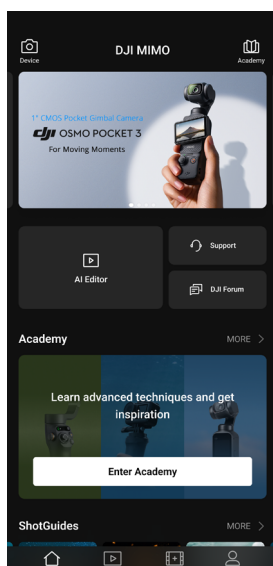 DJI MIMO
Device
Academy
1" CMOS Pocket Gimbal Camera
dji OSMO POCKET 3
For Moving Moments
AI Editor
Support
DJI Forum
Academy
MORE
Learn advanced techniques and get
inspiration
Enter Academy
ShotGuides
MORE